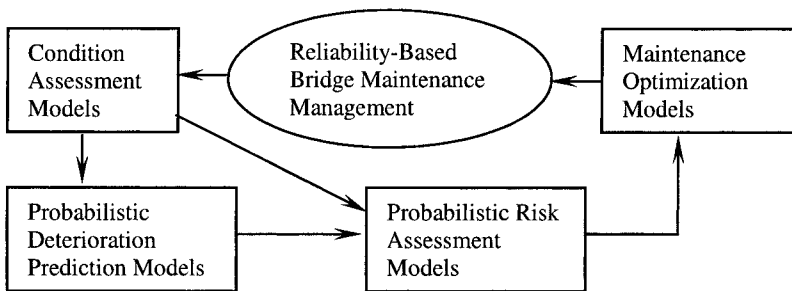 Condition
Assessment
Models
Reliability-Based
Bridge Maintenance
Management
Maintenance
Optimization
Models
Probabilistic
Deterioration
Prediction Models
Probabilistic Risk
Assessment
Models